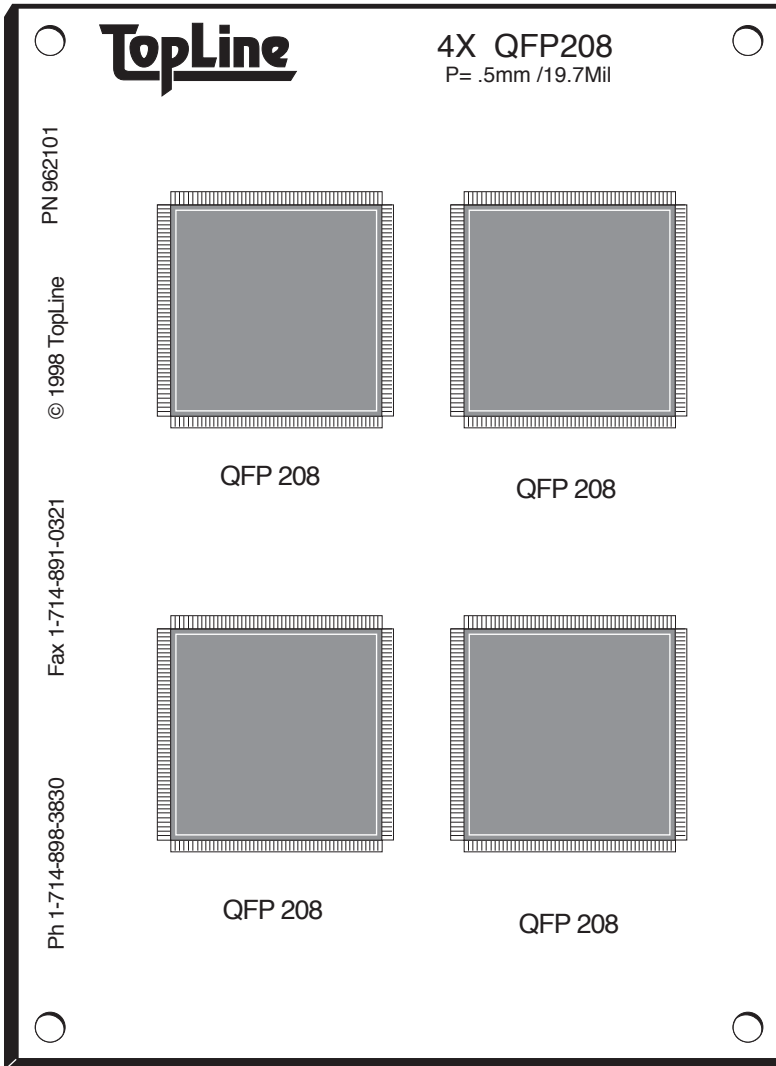 TopLine
4X QFP208
P= .5mm /19.7Mil
PN 962101
© 1998 TopLine
Fax 1-714-891-0321
Ph 1-714-898-3830
QFP 208
QFP 208
QFP 208
QFP 208